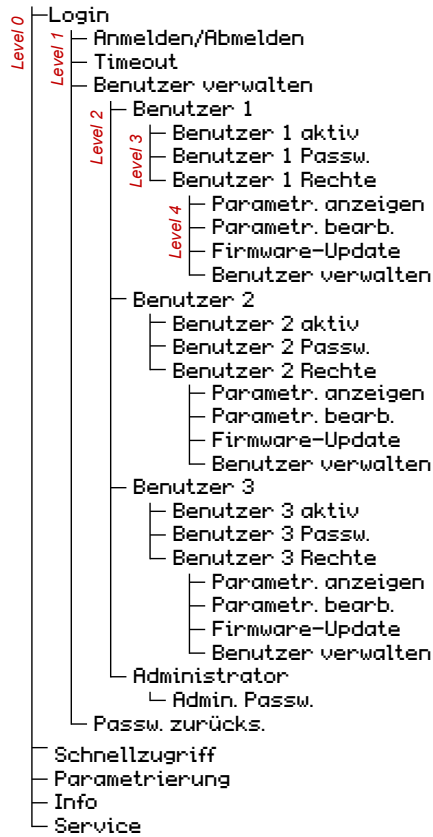 Level 0
Login
Level 1
Anmelden/Abmelden
Timeout
Benutzer verwalten
Level 2
Benutzer 1
Level 3
Benutzer 1 aktiv
Benutzer 1 Passw.
Benutzer 1 Rechte
Level 4
Parametr. anzeigen
Parametr. bearb.
Firmware-Update
Benutzer verwalten
Benutzer 2
Benutzer 2 aktiv
Benutzer 2 Passw.
Benutzer 2 Rechte
Parametr. anzeigen
Parametr. bearb.
Firmware-Update
Benutzer verwalten
Benutzer 3
Benutzer 3 aktiv
Benutzer 3 Passw.
Benutzer 3 Rechte
Parametr. anzeigen
Parametr. bearb.
Firmware-Update
Benutzer verwalten
Administrator
Admin. Passw.
Passw. zurücks.
Schnellzugriff
Parametrierung
Info
Service